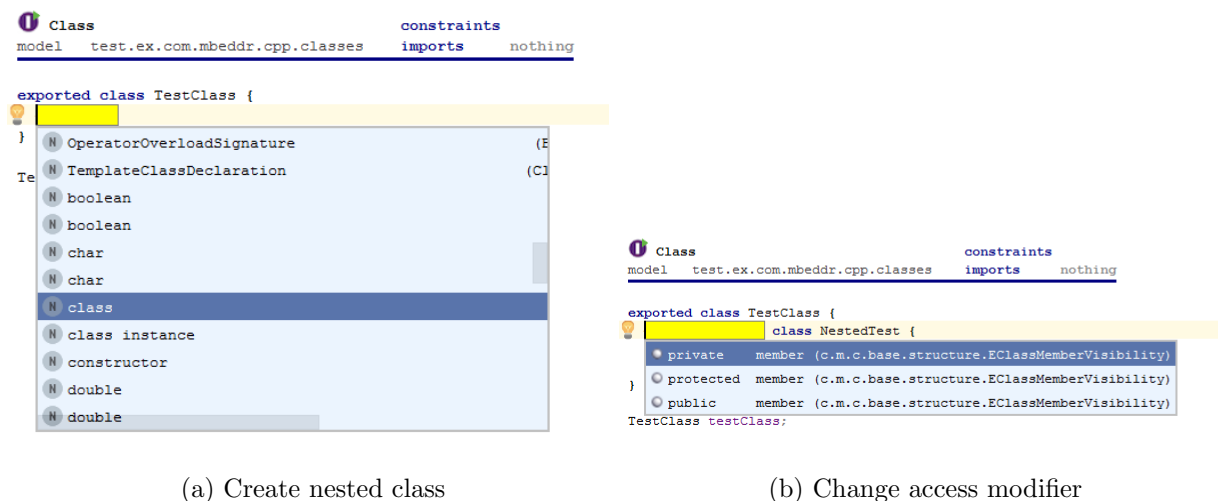 Class constraints
model test.ex.com.mbeddr.cpp.classes imports nothing
exported class TestClass {
}
Te
N OperatorOverloadSignature (E
N TemplateClassDeclaration (Cl
N boolean
N boolean
N char
N char
N class
N class instance
N constructor
N double
N double
(a) Create nested class
Class constraints
model test.ex.com.mbeddr.cpp.classes imports nothing
exported class TestClass {
class NestedTest {
private member (c.m.c.base.structure.EClassMemberVisibility)
protected member (c.m.c.base.structure.EClassMemberVisibility)
public member (c.m.c.base.structure.EClassMemberVisibility)
}
TestClass testClass;
(b) Change access modifier